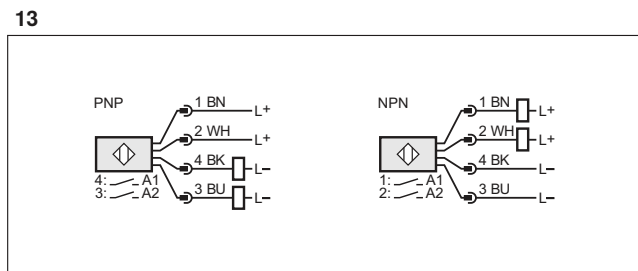 13
PNP
1 BN
L+
2 WH
L+
4 BK
L–
3 BU
L–
4: A1
3: A2
NPN
1 BN
L+
2 WH
L+
4 BK
L–
3 BU
L–
1: A1
2: A2